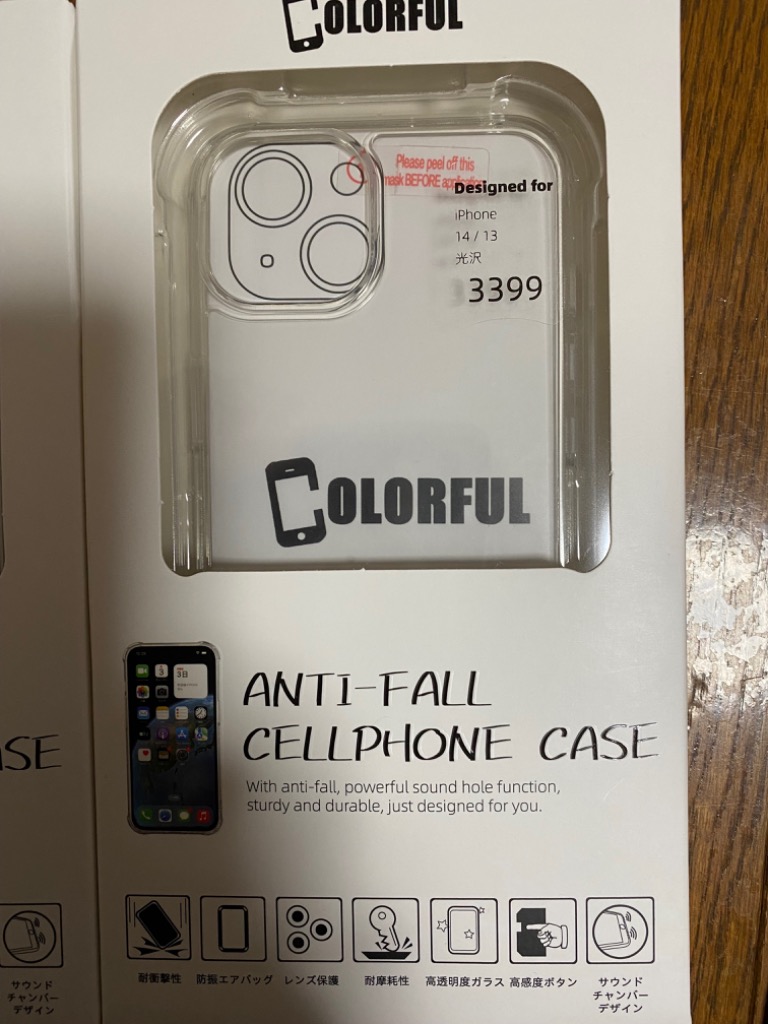 COLORFUL
Please peel off this
mask BEFORE application
Designed for
iPhone
14 / 13
光沢
3399
COLORFUL
ANTI-FALL
CELLPHONE CASE
With anti-fall, powerful sound hole function,
sturdy and durable, just designed for you.
耐衝撃性
防振エアバッグ
レンズ保護
耐摩耗性
高透明度ガラス
高感度ボタン
サウンド
チャンバー
デザイン
ASE
サウンド
チャンバー
デザイン